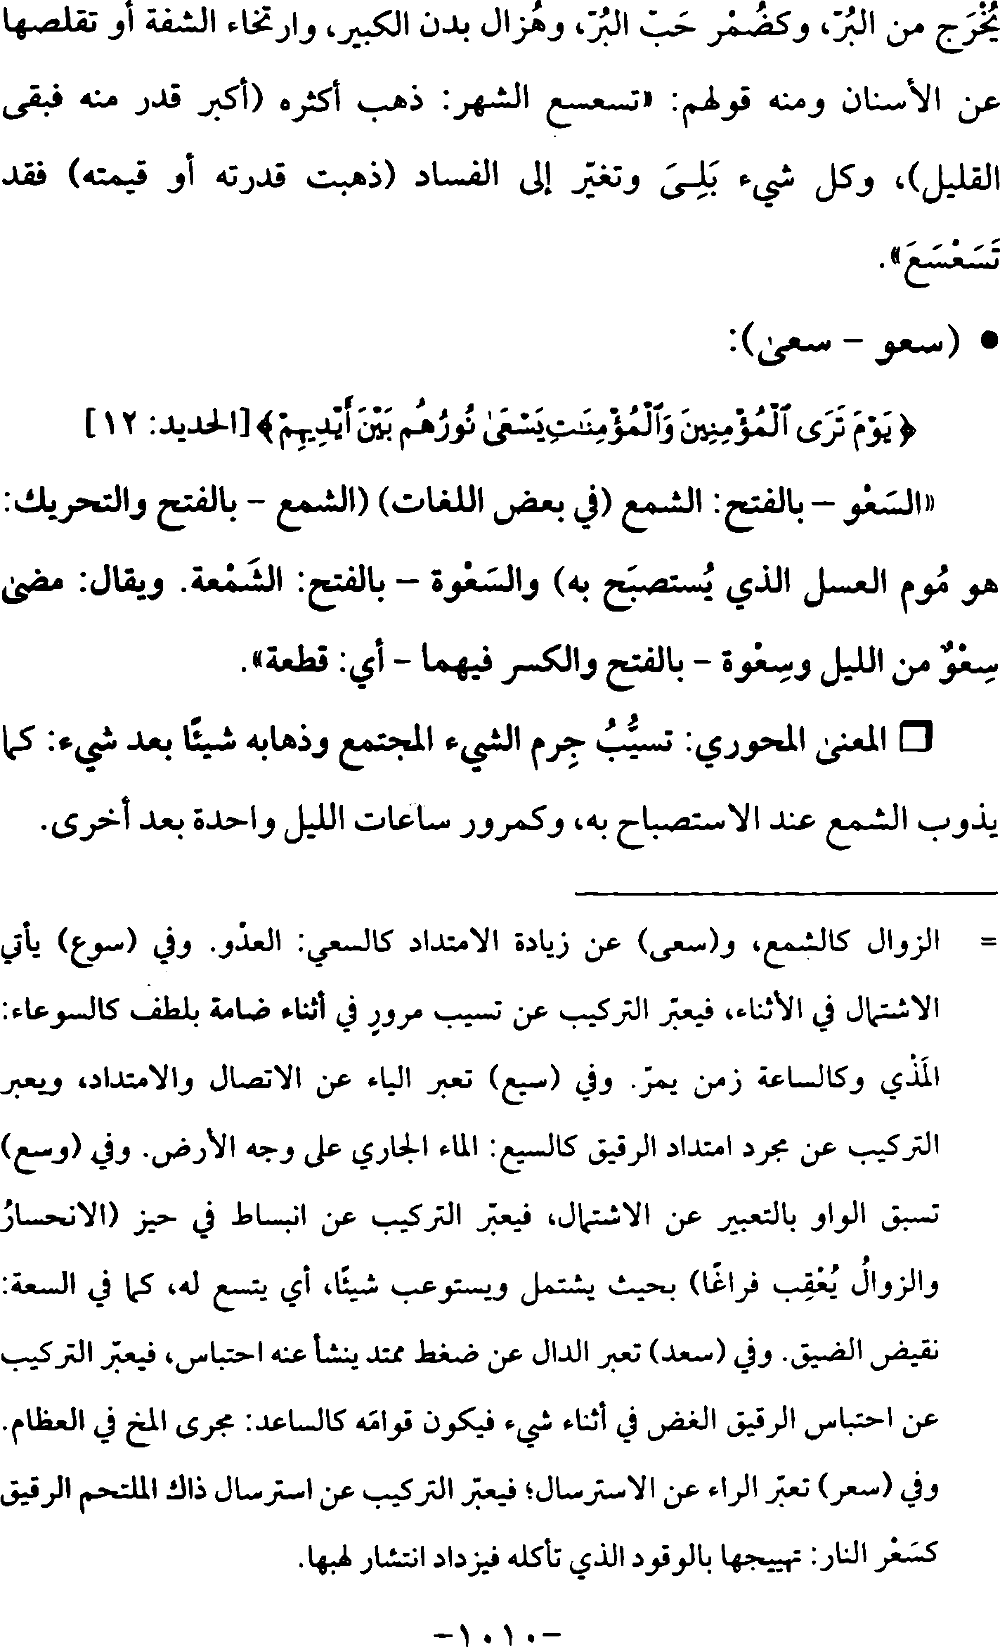 يُخْرَج من البُرّ، وكضُمْر حَبّ البُرّ، وهُزال بدن الكبير، وارتخاء الشفة أو تقلصها
عن الأسنان ومنه قولهم: «تسعسع الشهر: ذهب أكثره (أكبر قدر منه فبقى
القليل)، وكل شيء بَلِىَ وتغيّر إلى الفساد (ذهبت قدرته أو قيمته) فقد
تَسَعْسَعَ».
• (سعو – سعى):
﴿يَوْمَ تَرَى ٱلْمُؤْمِنِينَ وَٱلْمُؤْمِنَٰتِ يَسْعَىٰ نُورُهُم بَيْنَ أَيْدِيهِمْ﴾ [الحديد: ١٢]
«السَعْو – بالفتح: الشمع (في بعض اللغات) (الشمع – بالفتح والتحريك:
هو مُوم العسل الذي يُستصبَح به) والسَعْوة – بالفتح: الشَمْعة. ويقال: مضىٰ
سِعْوٌ من الليل وسِعْوة – بالفتح والكسر فيهما – أي: قطعة».
□ المعنىٰ المحوري: تسيُّبُ جِرم الشيء المجتمع وذهابه شيئًا بعد شيء: كما
يذوب الشمع عند الاستصباح به، وكمرور ساعات الليل واحدة بعد أخرى.
= الزوال كالشمع، و(سعى) عن زيادة الامتداد كالسعي: العدْو. وفي (سوع) يأتي
الاشتمال في الأثناء، فيعبّر التركيب عن تسيب مرورٍ في أثناء ضامة بلطف كالسوعاء:
المَذْي وكالساعة زمن يمرّ. وفي (سيع) تعبر الياء عن الاتصال والامتداد، ويعبر
التركيب عن مجرد امتداد الرقيق كالسيع: الماء الجاري على وجه الأرض. وفي (وسع)
تسبق الواو بالتعبير عن الاشتمال، فيعبّر التركيب عن انبساط في حيز (الانحسارُ
والزوالُ يُعْقِب فراغًا) بحيث يشتمل ويستوعب شيئًا، أي يتسع له، كما في السعة:
نقيض الضيق. وفي (سعد) تعبر الدال عن ضغط ممتد ينشأ عنه احتباس، فيعبّر التركيب
عن احتباس الرقيق الغض في أثناء شيء فيكون قوامَه كالساعد: مجرى المخ في العظام.
وفي (سعر) تعبّر الراء عن الاسترسال؛ فيعبّر التركيب عن استرسال ذاك الملتحم الرقيق
كسَعْر النار: تهييجها بالوقود الذي تأكله فيزداد انتشار لهبها.
–١٠١٠–